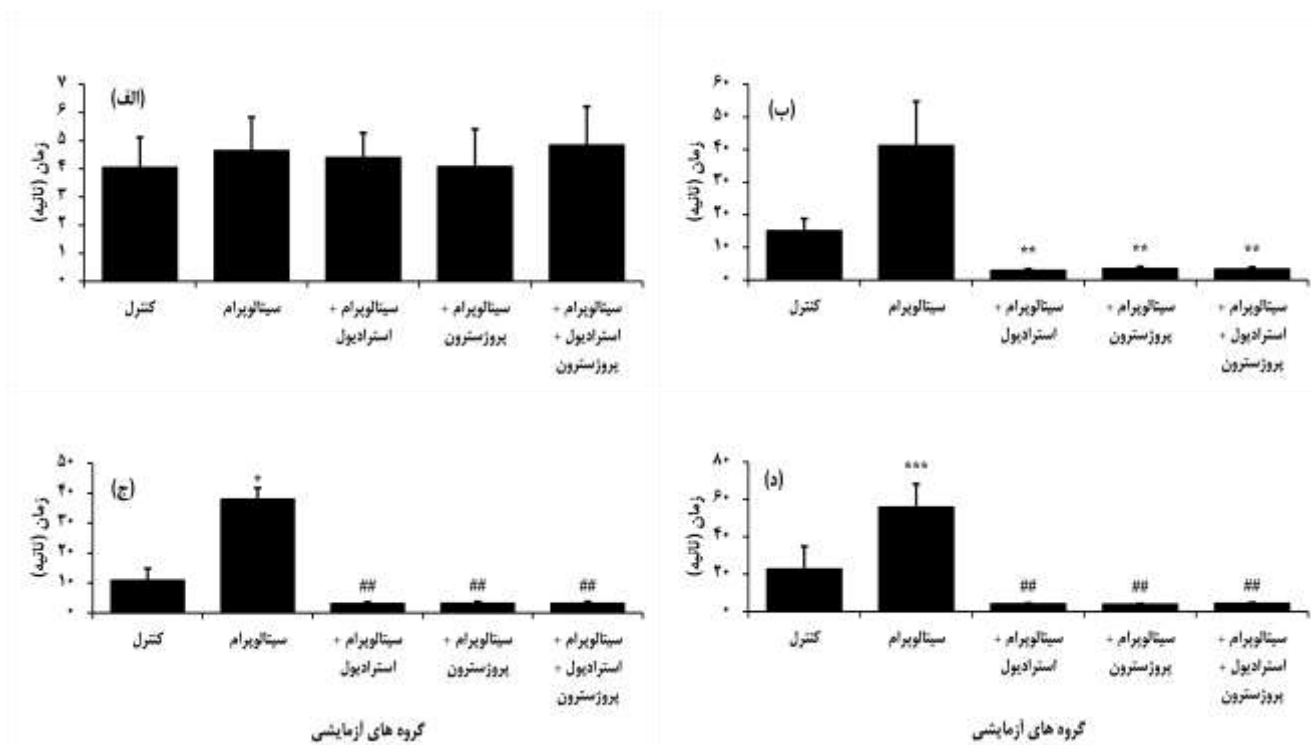 (الف)
زمان (ثانیه)
۷
۶
۵
۴
۳
۲
۱
۰
کنترل
سیتالوپرام
سیتالوپرام +
استرادیول
سیتالوپرام +
پروژسترون
سیتالوپرام +
استرادیول +
پروژسترون
(ب)
زمان (ثانیه)
۶۰
۵۰
۴۰
۳۰
۲۰
۱۰
۰
**
**
**
کنترل
سیتالوپرام
سیتالوپرام +
استرادیول
سیتالوپرام +
پروژسترون
سیتالوپرام +
استرادیول +
پروژسترون
(ج)
زمان (ثانیه)
۵۰
۴۰
۳۰
۲۰
۱۰
۰
*
##
##
##
کنترل
سیتالوپرام
سیتالوپرام +
استرادیول
سیتالوپرام +
پروژسترون
سیتالوپرام +
استرادیول +
پروژسترون
گروه های آزمایشی
(د)
زمان (ثانیه)
۸۰
۶۰
۴۰
۲۰
۰
***
##
##
##
کنترل
سیتالوپرام
سیتالوپرام +
استرادیول
سیتالوپرام +
پروژسترون
سیتالوپرام +
استرادیول +
پروژسترون
گروه های آزمایشی